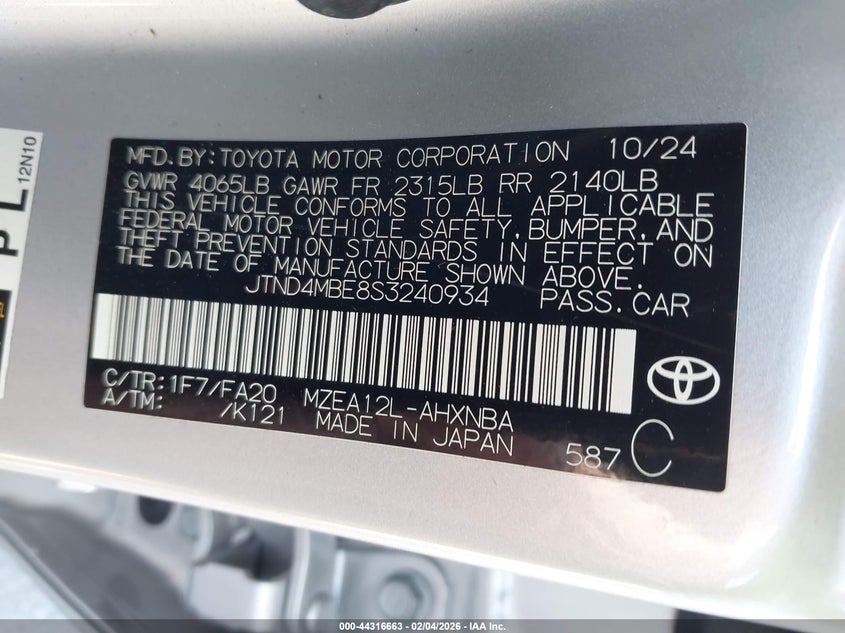 MFD. BY: TOYOTA MOTOR CORPORATION 10/24
GVWR 4065LB GAWR FR 2315LB RR 2140LB
THIS VEHICLE CONFORMS TO ALL APPLICABLE
FEDERAL MOTOR VEHICLE SAFETY, BUMPER, AND
THEFT PREVENTION STANDARDS IN EFFECT ON
THE DATE OF MANUFACTURE SHOWN ABOVE.
JTND4MBE8S3240934 PASS. CAR
C/TR: 1F7/FA20 MZEA12L-AHXNBA
A/TM: /K121 MADE IN JAPAN
587 C
P L
12N10
000-44316663 - 02/04/2026 - IAA Inc.